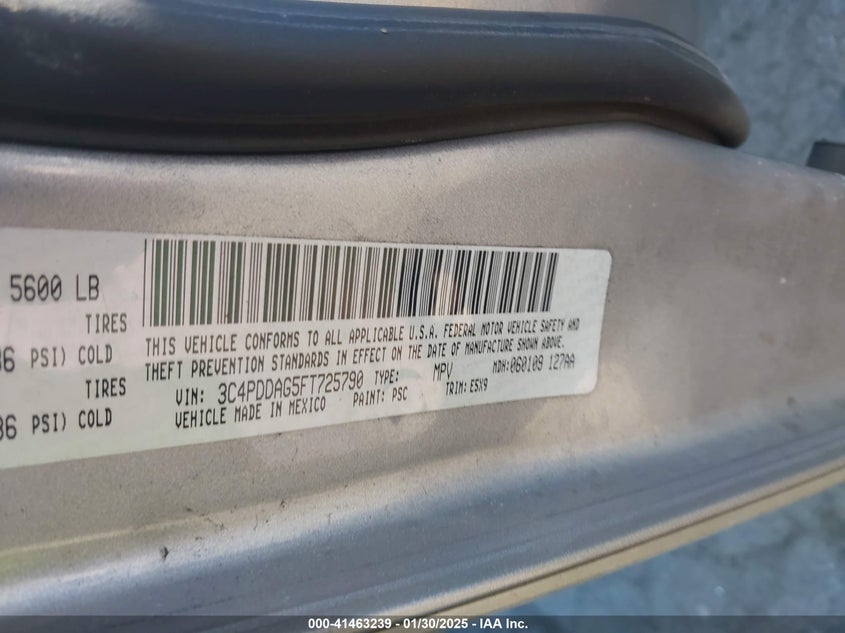 5600 LB
TIRES
36 PSI) COLD
TIRES
36 PSI) COLD
THIS VEHICLE CONFORMS TO ALL APPLICABLE U.S.A. FEDERAL MOTOR VEHICLE SAFETY AND
THEFT PREVENTION STANDARDS IN EFFECT ON THE DATE OF MANUFACTURE SHOWN ABOVE.
VIN: 3C4PDDAG5FT725790 TYPE: MPV MDH:060109 127AA
VEHICLE MADE IN MEXICO PAINT: PSC TRIM: E5X9
000-41463239 - 01/30/2025 - IAA Inc.